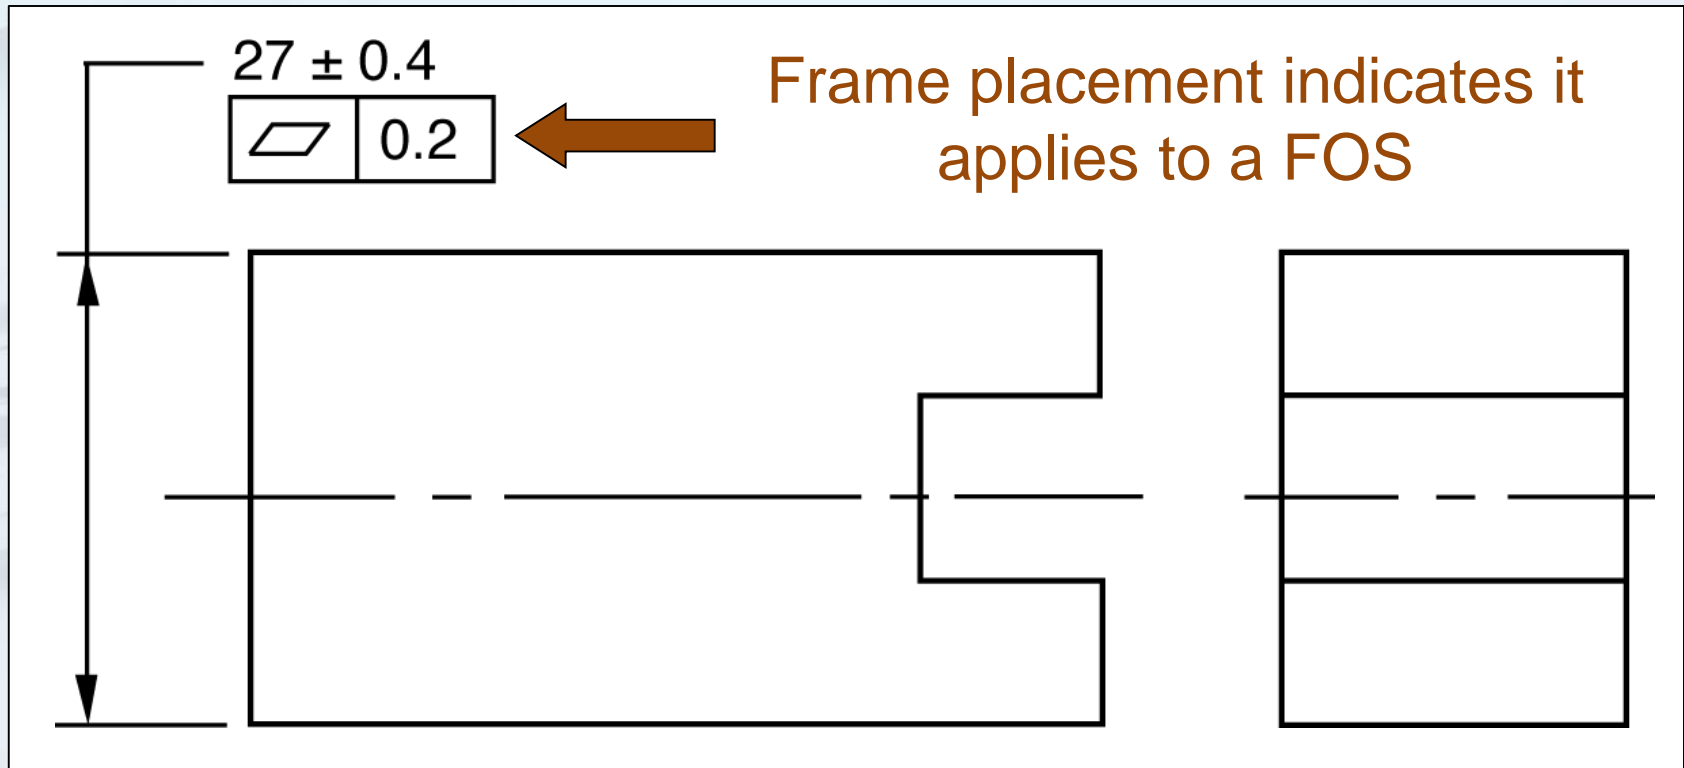 27 ± 0.4
⏥ 0.2
Frame placement indicates it
applies to a FOS